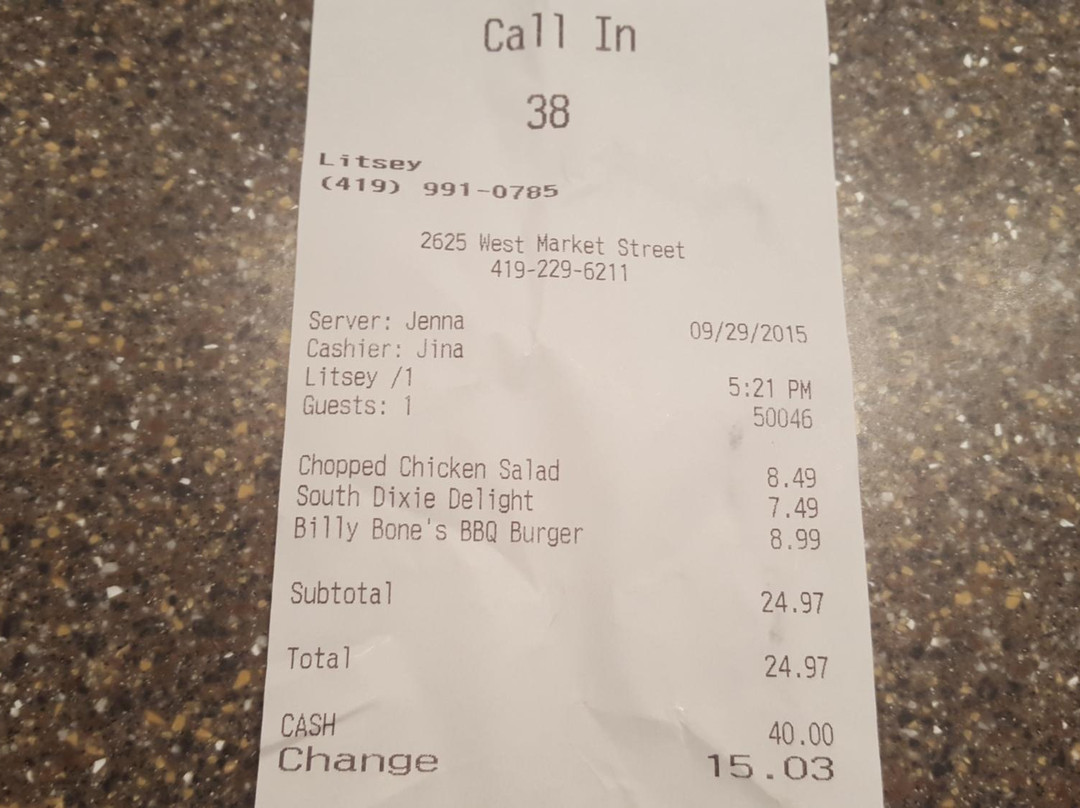 Call In
38
Litsey
(419) 991-0785
2625 West Market Street
419-229-6211
Server: Jenna 09/29/2015
Cashier: Jina
Litsey /1 5:21 PM
Guests: 1 50046
Chopped Chicken Salad 8.49
South Dixie Delight 7.49
Billy Bone's BBQ Burger 8.99
Subtotal 24.97
Total 24.97
CASH 40.00
Change 15.03